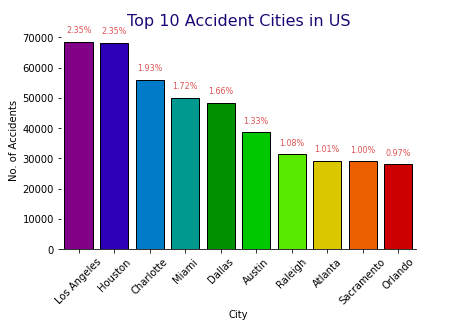 Top 10 Accident Cities in US
2.35%
2.35%
1.93%
1.72%
1.66%
1.33%
1.08%
1.01%
1.00%
0.97%
No. of Accidents
70000
60000
50000
40000
30000
20000
10000
0
Los Angeles
Houston
Charlotte
Miami
Dallas
Austin
Raleigh
Atlanta
Sacramento
Orlando
City